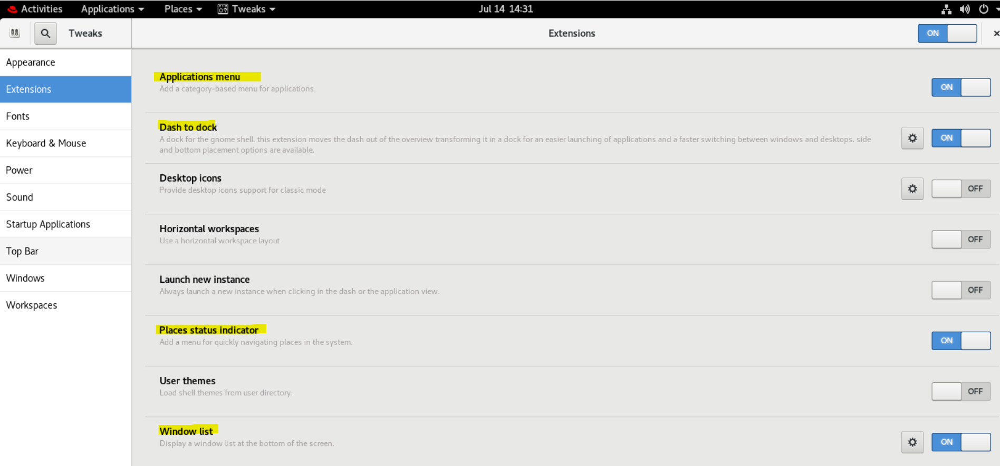 Activities Applications Places Tweaks Jul 14 14:31
Tweaks Extensions ON
Appearance
Extensions
Fonts
Keyboard & Mouse
Power
Sound
Startup Applications
Top Bar
Windows
Workspaces
Applications menu
Add a category-based menu for applications.
ON
Dash to dock
A dock for the gnome shell. this extension moves the dash out of the overview transforming it in a dock for an easier launching of applications and a faster switching between windows and desktops. side
and bottom placement options are available.
ON
Desktop icons
Provide desktop icons support for classic mode
OFF
Horizontal workspaces
Use a horizontal workspace layout
OFF
Launch new instance
Always launch a new instance when clicking in the dash or the application view.
OFF
Places status indicator
Add a menu for quickly navigating places in the system.
ON
User themes
Load shell themes from user directory.
OFF
Window list
Display a window list at the bottom of the screen.
ON